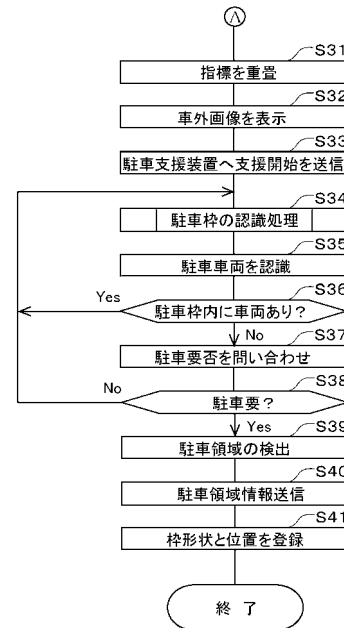 A
S31
指標を重畳
S32
車外画像を表示
S33
駐車支援装置へ支援開始を送信
S34
駐車枠の認識処理
S35
駐車車両を認識
S36
Yes
駐車枠内に車両あり?
No
S37
駐車要否を問い合わせ
S38
No
駐車要?
Yes
S39
駐車領域の検出
S40
駐車領域情報送信
S41
枠形状と位置を登録
終了